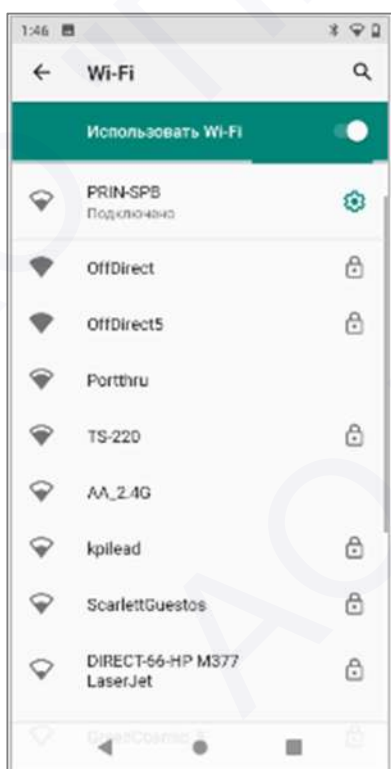 1:46
Wi-Fi
Использовать Wi-Fi
PRIN-SPB
Подключено
OffDirect
OffDirect5
Portthru
TS-220
AA_2.4G
kpilead
ScarlettGuestos
DIRECT-66-HP M377
LaserJet